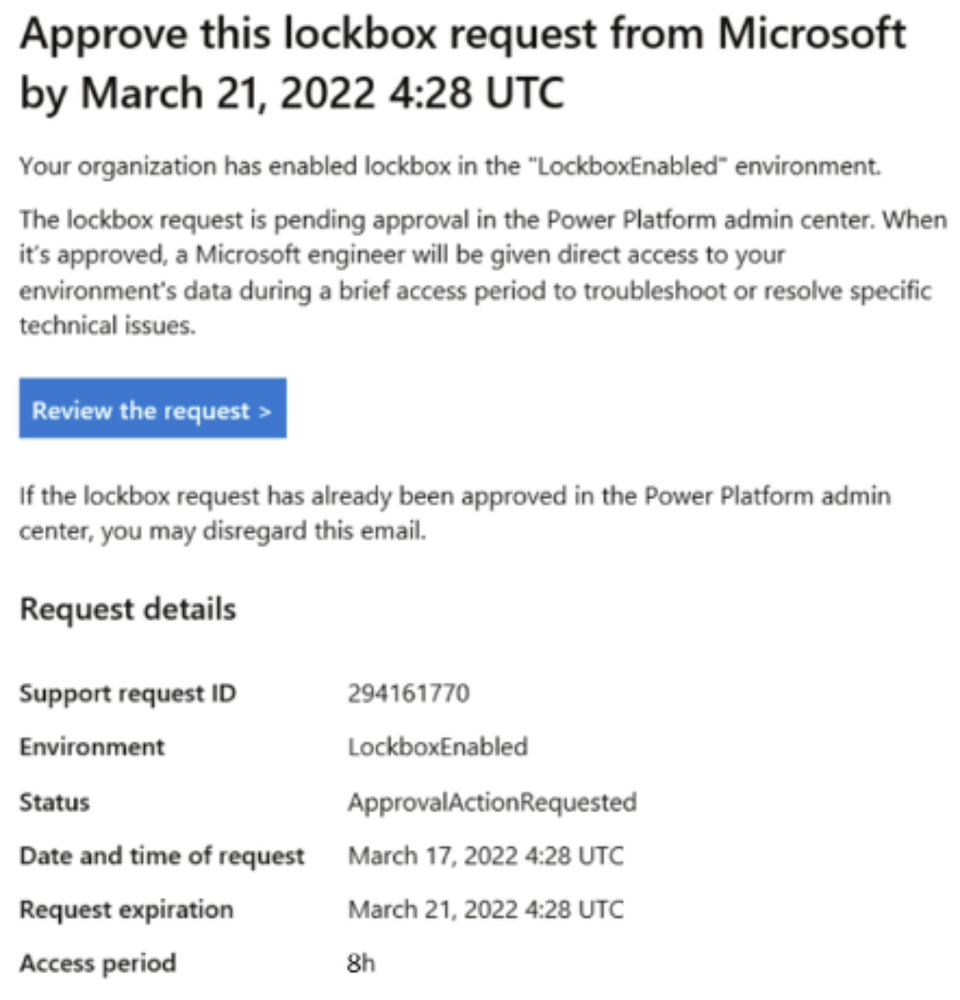 Approve this lockbox request from Microsoft
by March 21, 2022 4:28 UTC
Your organization has enabled lockbox in the "LockboxEnabled" environment.
The lockbox request is pending approval in the Power Platform admin center. When
it's approved, a Microsoft engineer will be given direct access to your
environment's data during a brief access period to troubleshoot or resolve specific
technical issues.
Review the request >
If the lockbox request has already been approved in the Power Platform admin
center, you may disregard this email.
Request details
Support request ID 294161770
Environment LockboxEnabled
Status ApprovalActionRequested
Date and time of request March 17, 2022 4:28 UTC
Request expiration March 21, 2022 4:28 UTC
Access period 8h